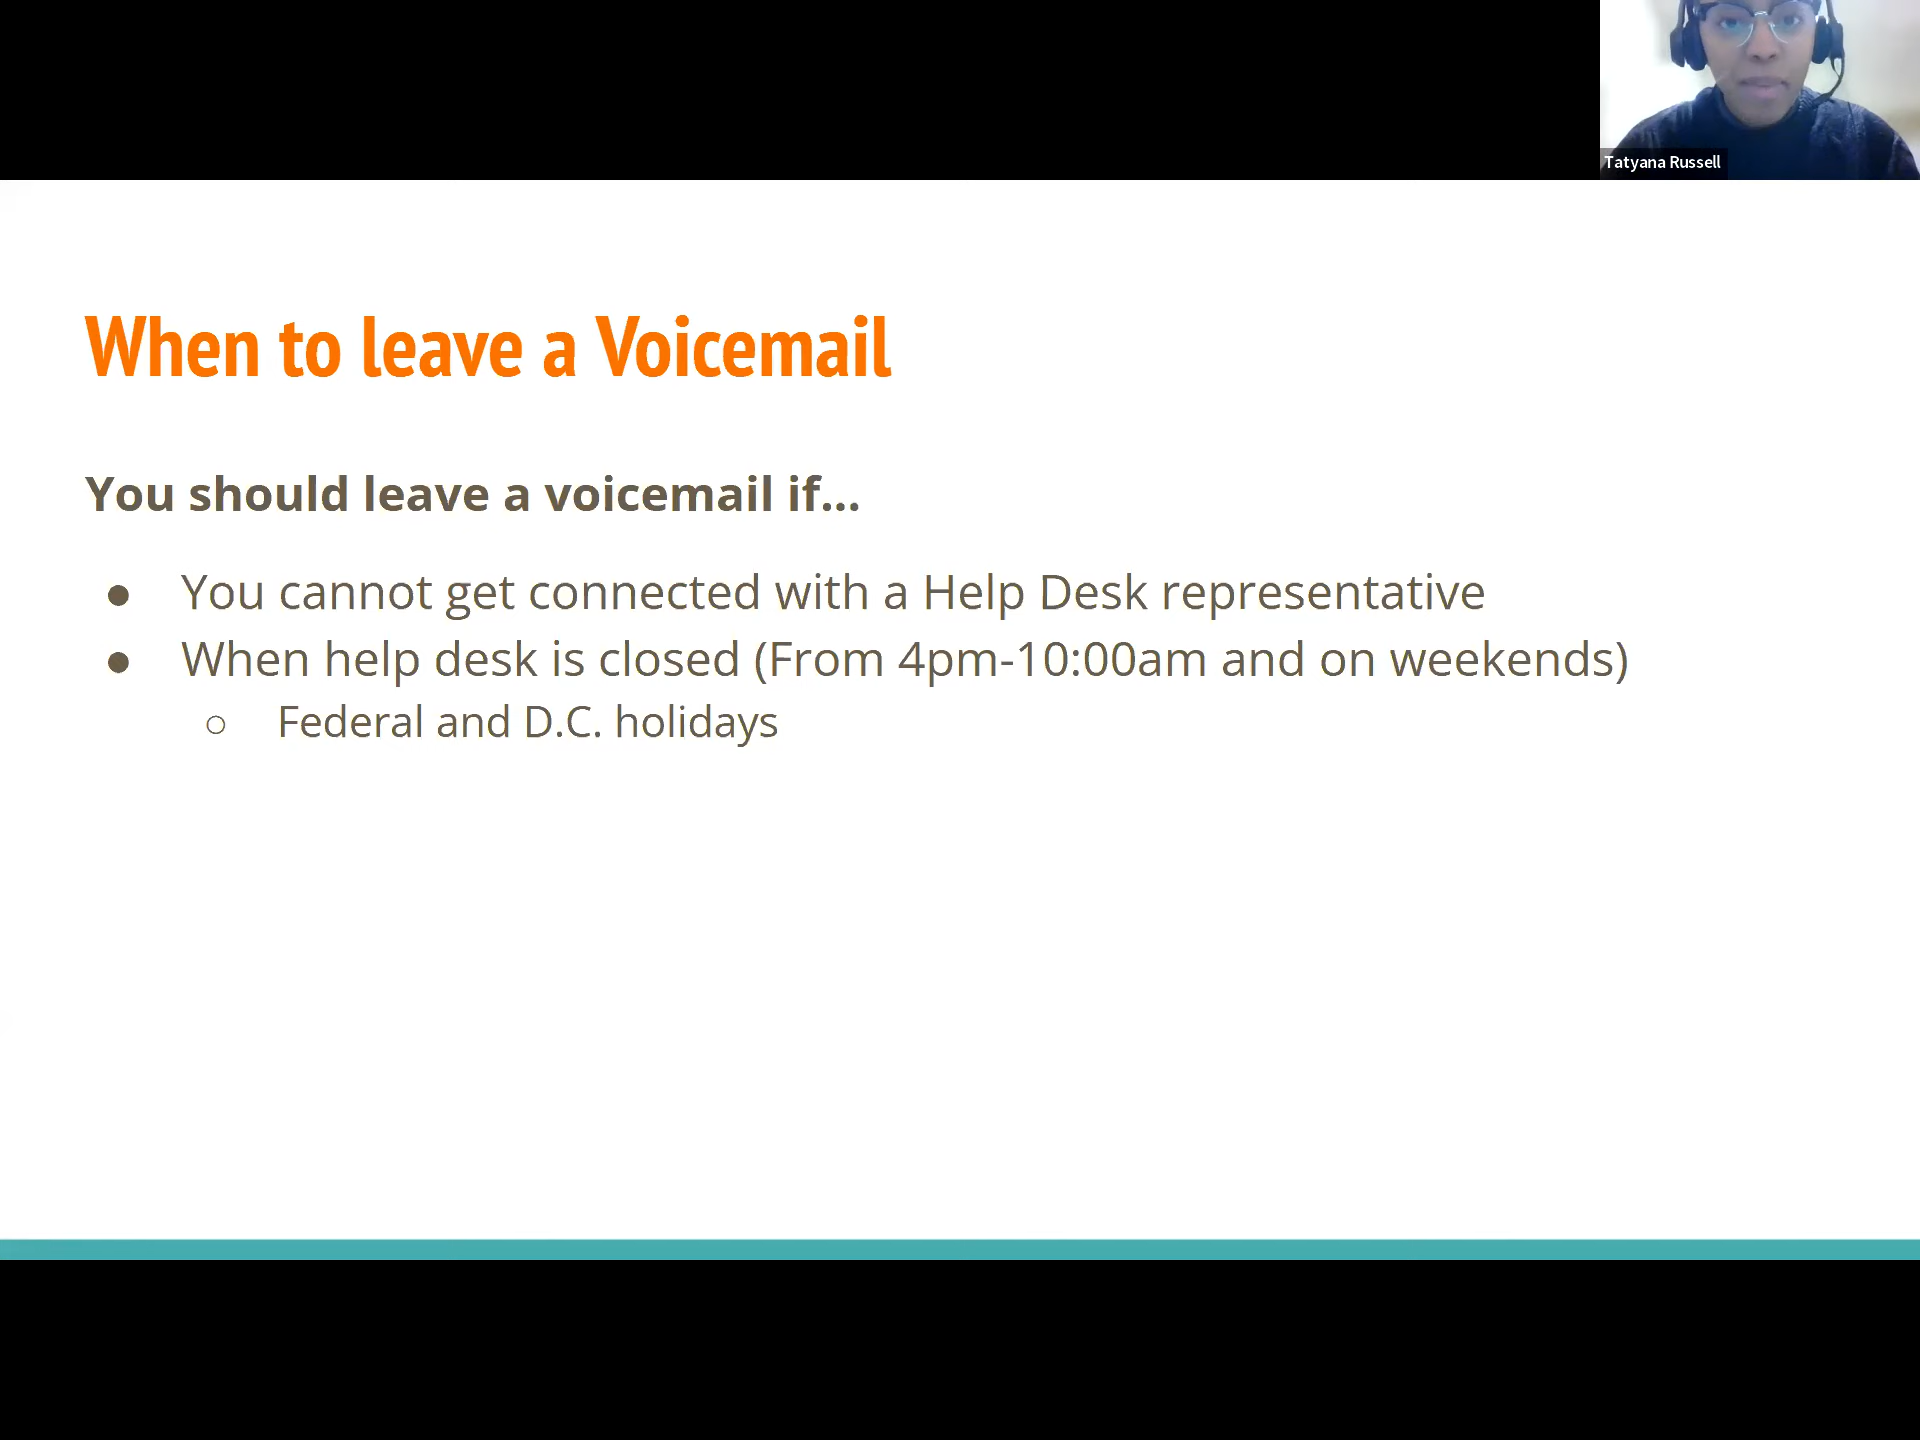 Tatyana Russell
When to leave a Voicemail
You should leave a voicemail if...
● You cannot get connected with a Help Desk representative
● When help desk is closed (From 4pm-10:00am and on weekends)
○ Federal and D.C. holidays